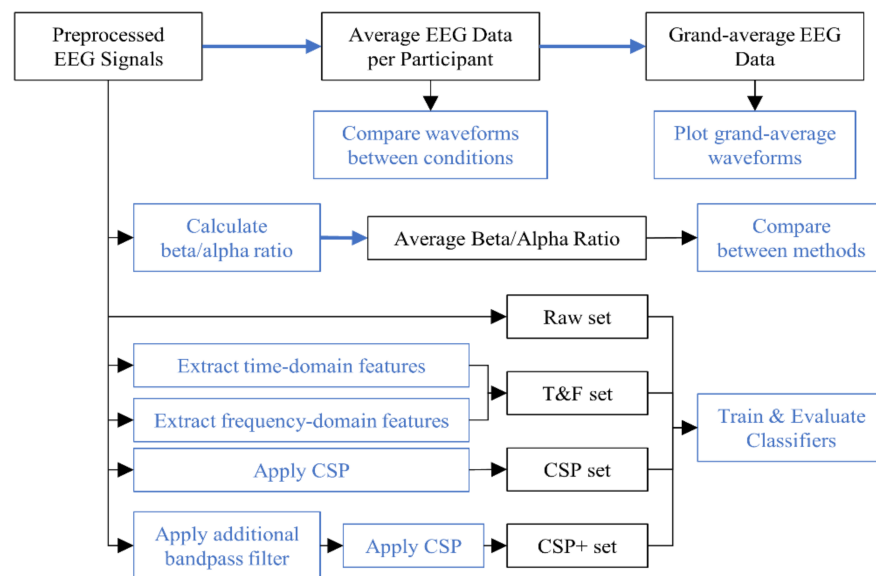 Preprocessed
EEG Signals
Average EEG Data
per Participant
Grand-average EEG
Data
Compare waveforms
between conditions
Plot grand-average
waveforms
Calculate
beta/alpha ratio
Average Beta/Alpha Ratio
Compare
between methods
Raw set
Extract time-domain features
T&F set
Extract frequency-domain features
Train & Evaluate
Classifiers
Apply CSP
CSP set
Apply additional
bandpass filter
Apply CSP
CSP+ set